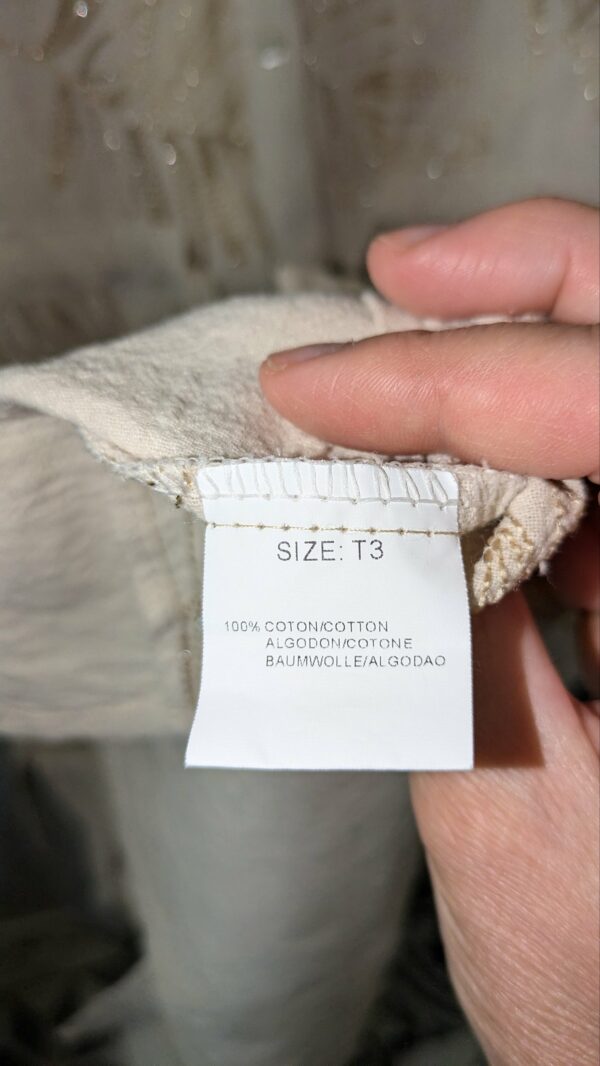 SIZE: T3
100% COTON/COTTON
ALGODON/COTONE
BAUMWOLLE/ALGODAO